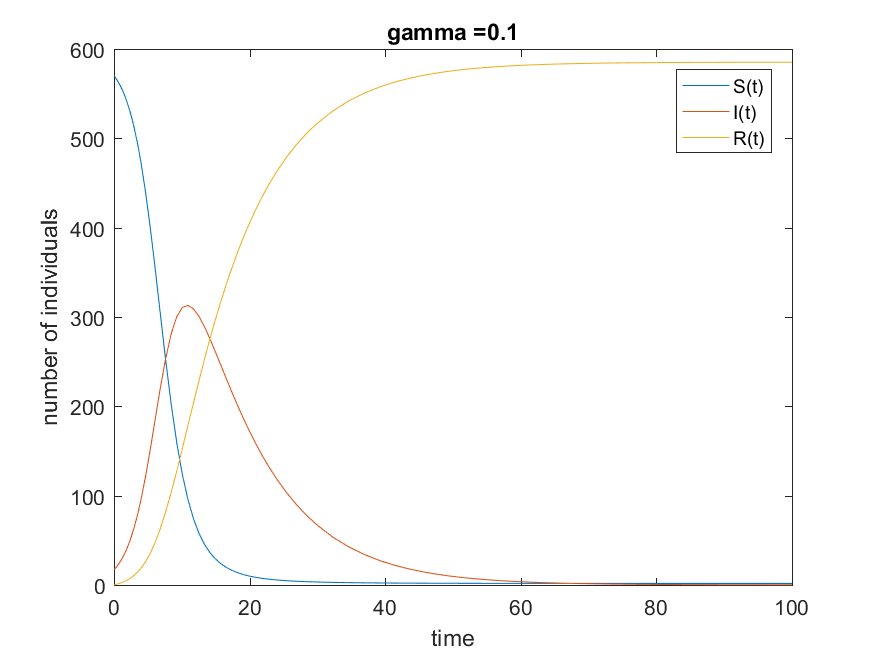 gamma =0.1
600
500
400
300
200
100
0
number of individuals
S(t)
I(t)
R(t)
0 20 40 60 80 100
time